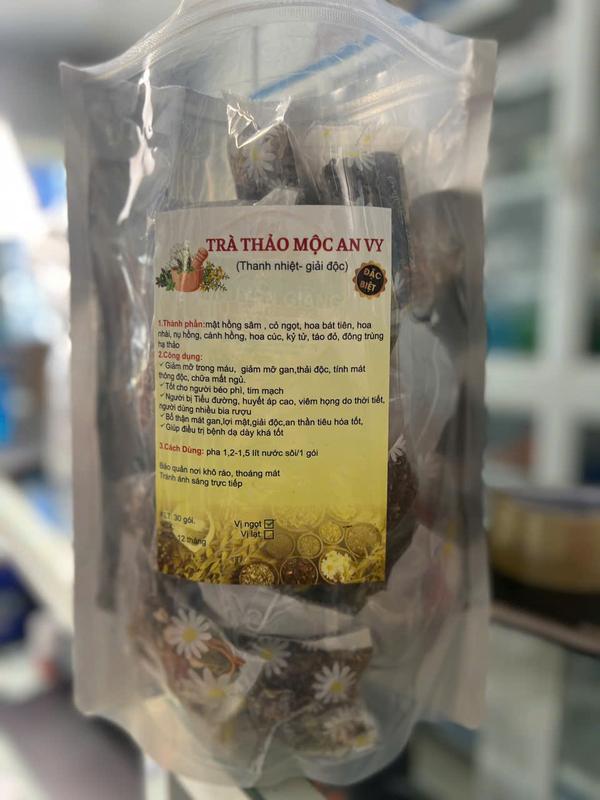 TRÀ THẢO MỘC AN VY
(Thanh nhiệt- giải độc)
ĐẶC
BIỆT
1.Thành phần:mật hồng sâm , cỏ ngọt, hoa bát tiên, hoa
nhài, nụ hồng, cánh hồng, hoa cúc, kỷ tử, táo đỏ, đông trùng
hạ thảo
2.Công dụng:
✓Giảm mỡ trong máu, giảm mỡ gan,thải độc, tính mát
thông độc, chữa mất ngủ.
✓Tốt cho người béo phì, tim mạch
✓Người bị Tiểu đường, huyết áp cao, viêm họng do thời tiết,
người dùng nhiều bia rượu
✓Bổ thận mát gan,lợi mật,giải độc,an thần tiêu hóa tốt,
✓Giúp điều trị bệnh dạ dày khá tốt
3.Cách Dùng: pha 1,2-1,5 lít nước sôi/1 gói
Bảo quản nơi khô ráo, thoáng mát
Tránh ánh sáng trực tiếp
30 gói.
Vị ngọt ☑
12 tháng
Vị lạt ☐